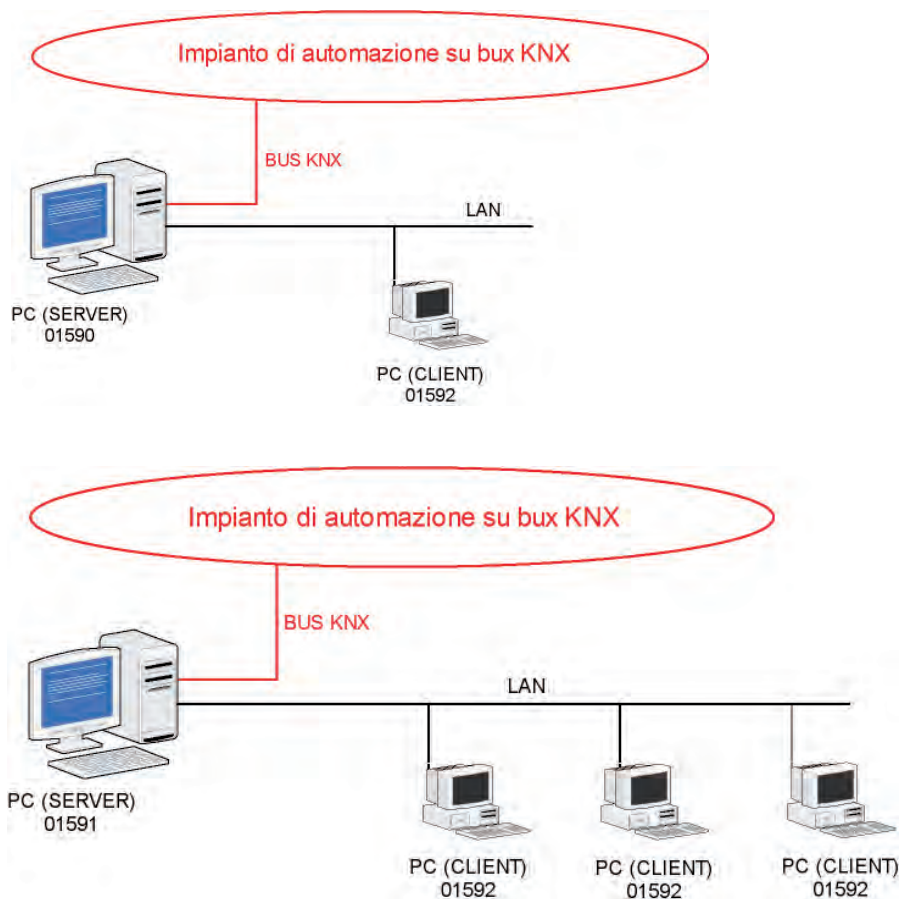 Impianto di automazione su bux KNX
BUS KNX
LAN
PC (SERVER)
01590
PC (CLIENT)
01592
Impianto di automazione su bux KNX
BUS KNX
LAN
PC (SERVER)
01591
PC (CLIENT)
01592
PC (CLIENT)
01592
PC (CLIENT)
01592